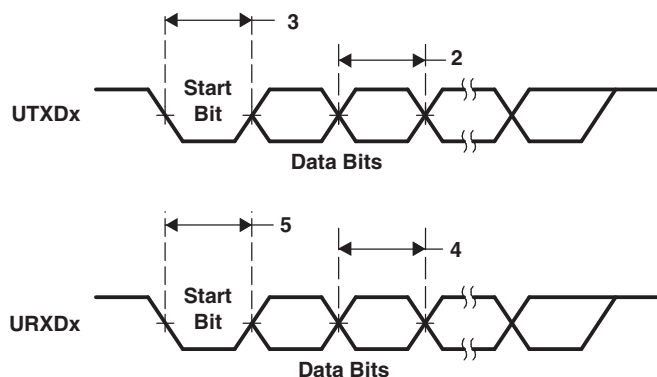 3
2
Start
Bit
UTXDx
Data Bits
5
4
Start
Bit
URXDx
Data Bits